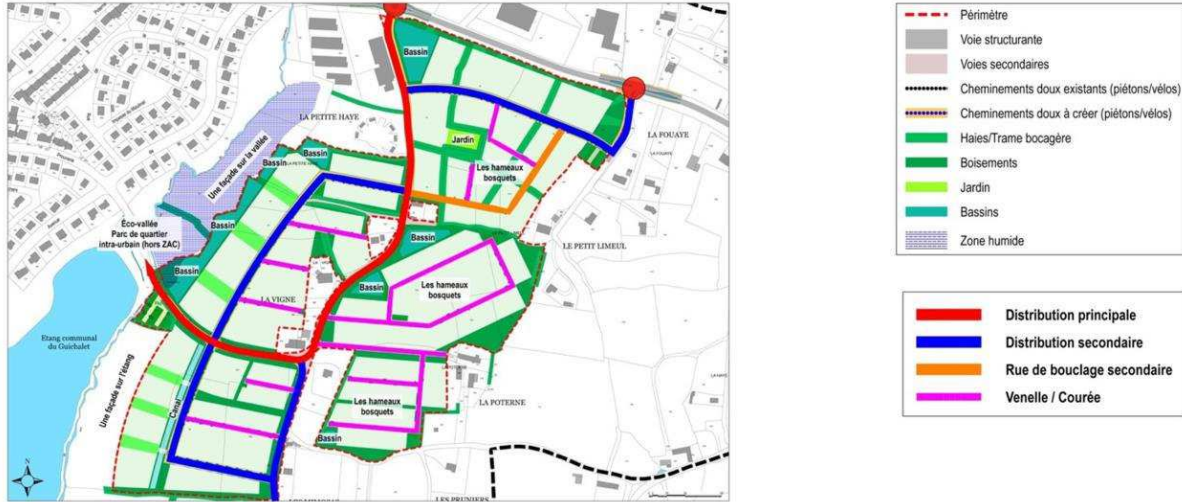 Bassin
LA PETITE HAYE
LA FOUAYE
LA FOUAYE
Jardin
Bassin
Bassin
Les hameaux
bosquets
Une façade sur la vallée
Bassin
Éco-vallée
Parc de quartier
intra-urbain (hors ZAC)
Bassin
LE PETIT LIMEUL
Bassin
Bassin
Les hameaux
bosquets
LA VIGNE
Etang communal
du Guichalet
Une façade sur l'étang
Canal
Les hameaux
bosquets
LA POTERNE
Bassin
LES PRUNIERS
N
Périmètre
Voie structurante
Voies secondaires
Cheminements doux existants (piétons/vélos)
Cheminements doux à créer (piétons/vélos)
Haies/Trame bocagère
Boisements
Jardin
Bassins
Zone humide
Distribution principale
Distribution secondaire
Rue de bouclage secondaire
Venelle / Courée